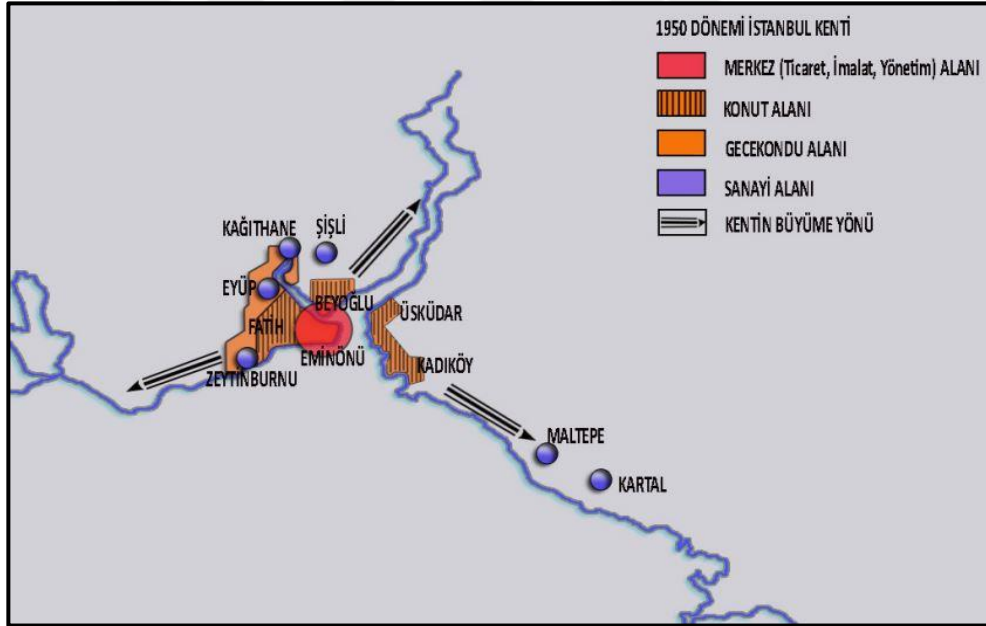 1950 DÖNEMİ İSTANBUL KENTİ
MERKEZ (Ticaret, İmalat, Yönetim) ALANI
KONUT ALANI
GECEKONDU ALANI
SANAYİ ALANI
KENTİN BÜYÜME YÖNÜ
KAĞITHANE
ŞİŞLİ
EYÜP
BEYOĞLU
ÜSKÜDAR
FATİH
EMİNÖNÜ
KADIKÖY
ZEYTİNBURNU
MALTEPE
KARTAL